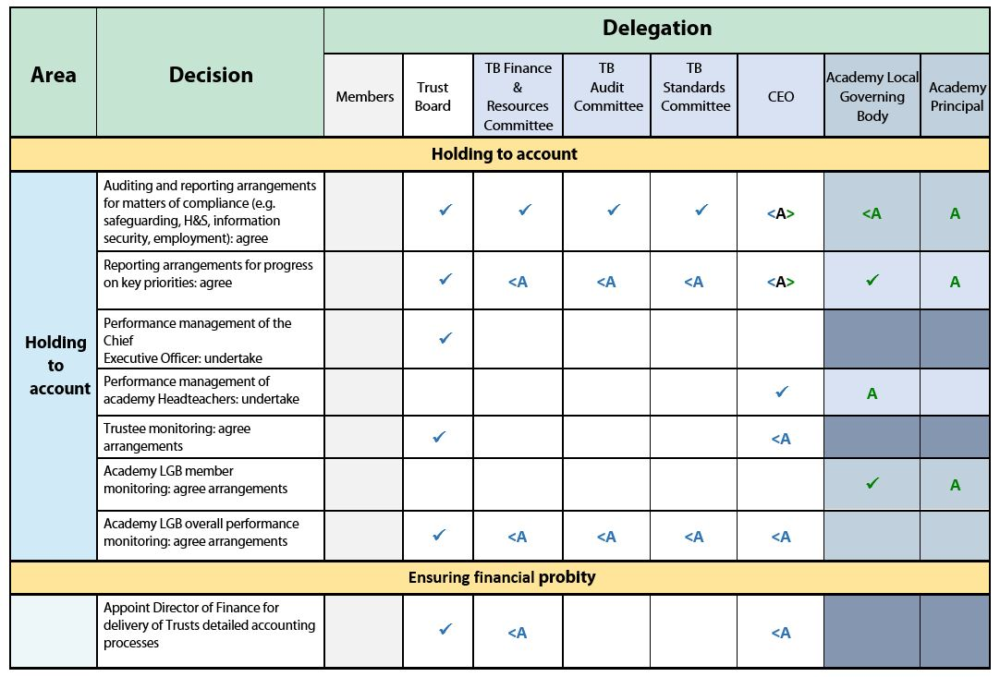 Area
Decision
Delegation
Members
Trust
Board
TB Finance
&
Resources
Committee
TB
Audit
Committee
TB
Standards
Committee
CEO
Academy Local
Governing
Body
Academy
Principal
Holding to account
Holding
to
account
Auditing and reporting arrangements
for matters of compliance (e.g.
safeguarding, H&S, information
security, employment): agree
✓ ✓ ✓ ✓ <A> <A A
Reporting arrangements for progress
on key priorities: agree
✓ <A <A <A <A> ✓ A
Performance management of the
Chief
Executive Officer: undertake
✓
Performance management of
academy Headteachers: undertake
✓ A
Trustee monitoring: agree
arrangements
✓ <A
Academy LGB member
monitoring: agree arrangements
✓ A
Academy LGB overall performance
monitoring: agree arrangements
✓ <A <A <A <A
Ensuring financial probity
Appoint Director of Finance for
delivery of Trusts detailed accounting
processes
✓ <A <A